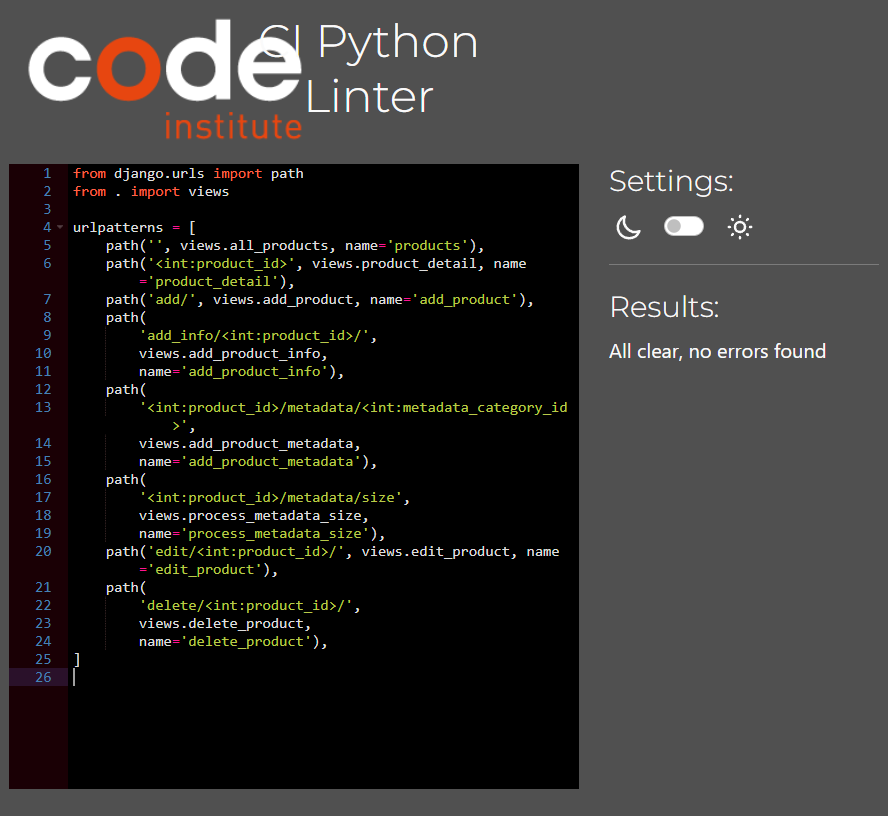 code
institute
CI Python
Linter
1 from django.urls import path
2 from . import views
3
4 urlpatterns = [
5     path('', views.all_products, name='products'),
6     path('<int:product_id>', views.product_detail, name
        ='product_detail'),
7     path('add/', views.add_product, name='add_product'),
8     path(
9         'add_info/<int:product_id>/',
10         views.add_product_info,
11         name='add_product_info'),
12     path(
13         '<int:product_id>/metadata/<int:metadata_category_id
            >',
14         views.add_product_metadata,
15         name='add_product_metadata'),
16     path(
17         '<int:product_id>/metadata/size',
18         views.process_metadata_size,
19         name='process_metadata_size'),
20     path('edit/<int:product_id>/', views.edit_product, name
        ='edit_product'),
21     path(
22         'delete/<int:product_id>/',
23         views.delete_product,
24         name='delete_product'),
25 ]
26
Settings:
Results:
All clear, no errors found